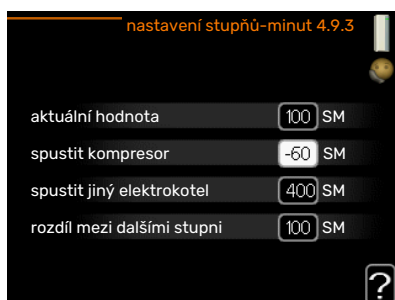 nastavení stupňů-minut 4.9.3
aktuální hodnota 100 SM
spustit kompresor -60 SM
spustit jiný elektrokotel 400 SM
rozdíl mezi dalšími stupni 100 SM
?